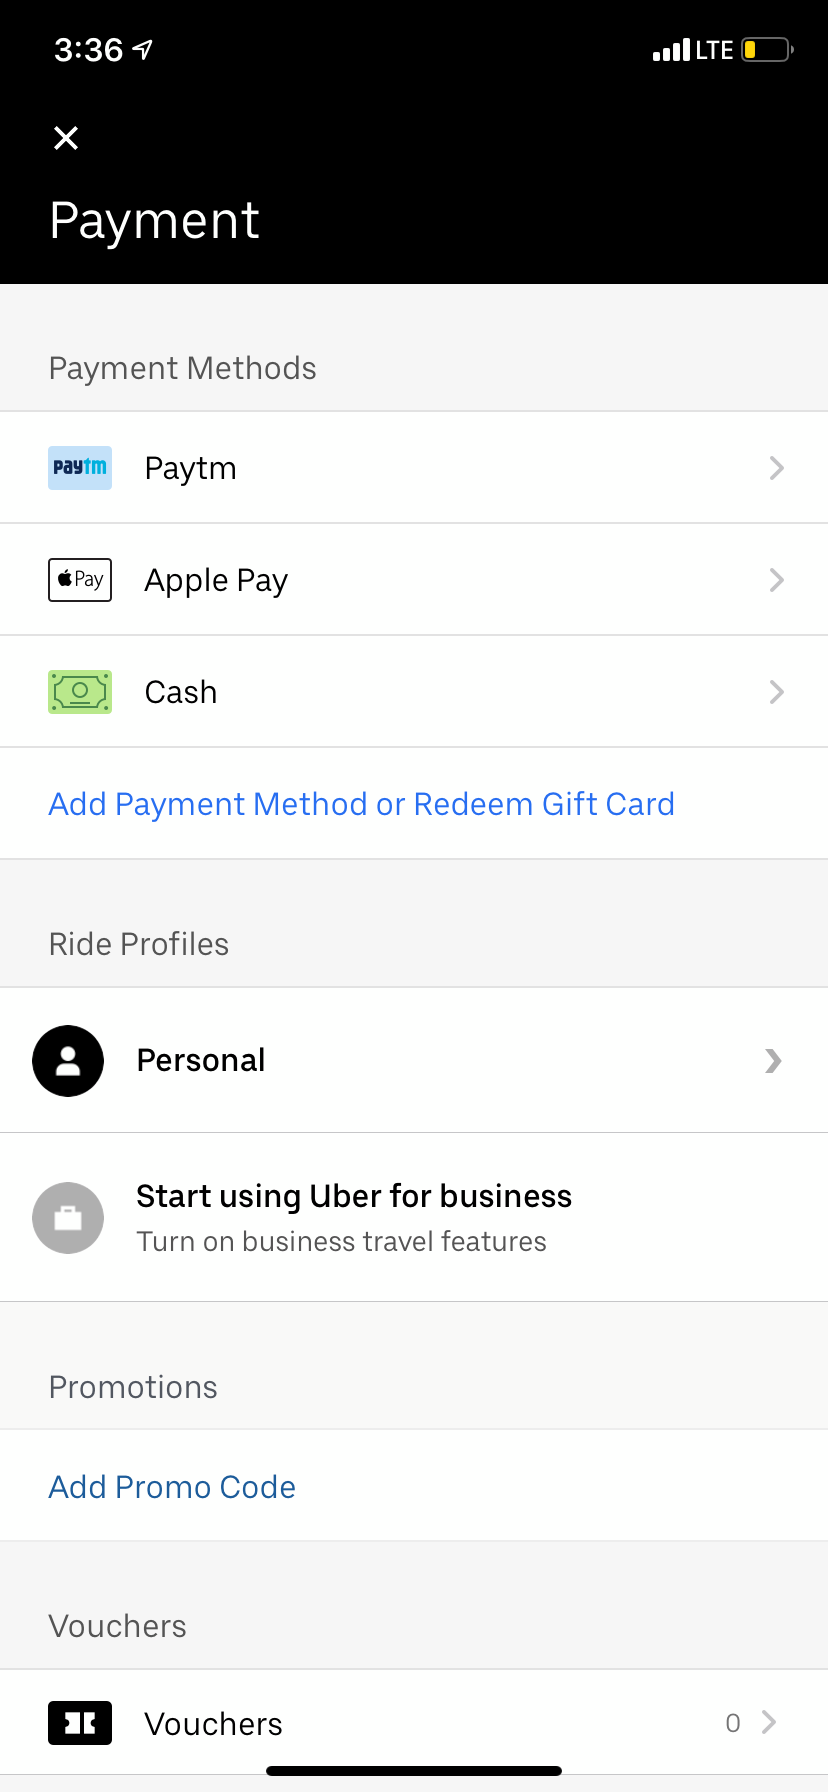 3:36
LTE
Payment
Payment Methods
paytm Paytm
Pay Apple Pay
Cash
Add Payment Method or Redeem Gift Card
Ride Profiles
Personal
Start using Uber for business
Turn on business travel features
Promotions
Add Promo Code
Vouchers
Vouchers 0